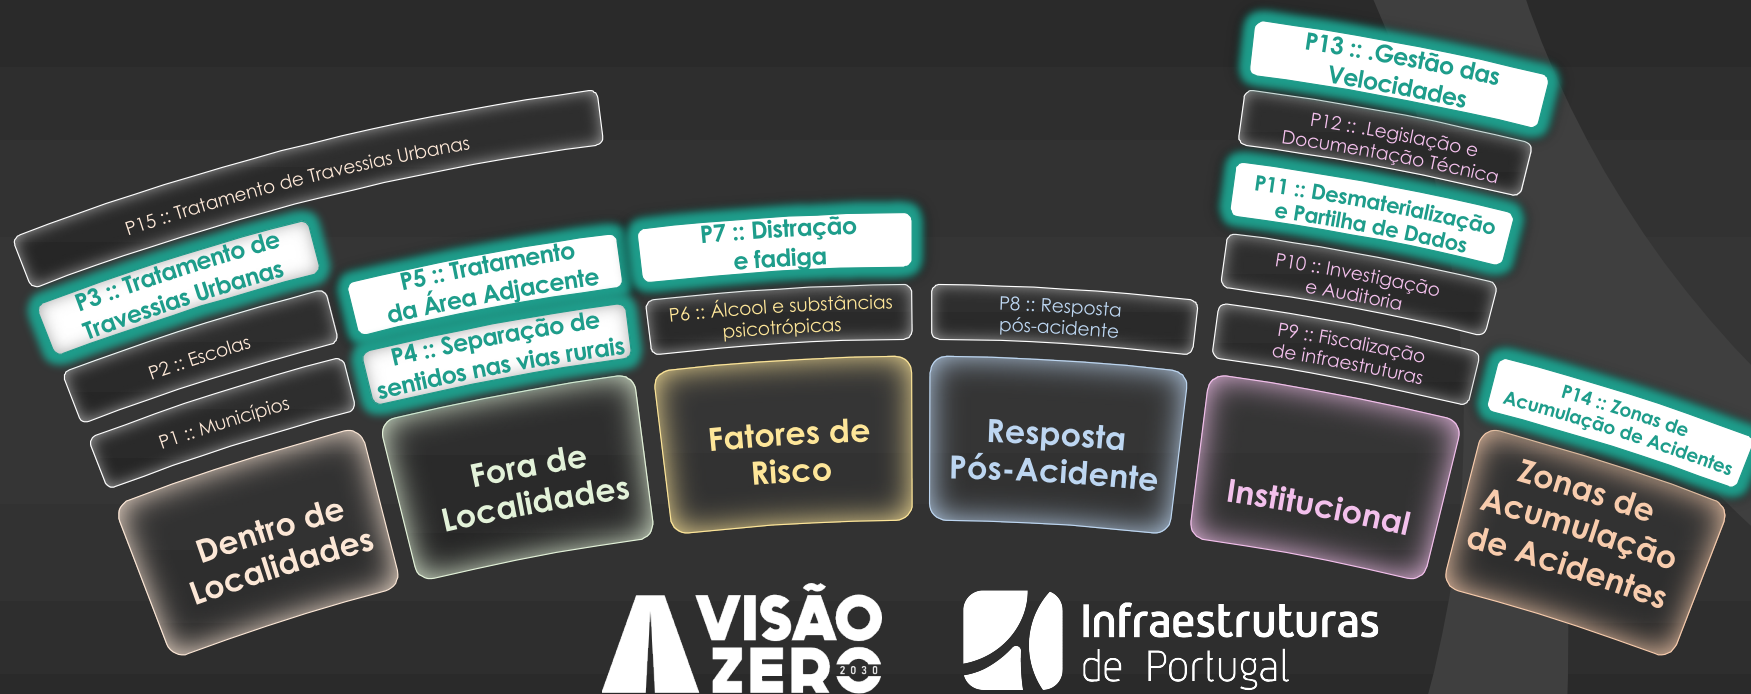 P15 :: Tratamento de Travessias Urbanas
P3 :: Tratamento de
Travessias Urbanas
P2 :: Escolas
P1 :: Municípios
Dentro de
Localidades
P5 :: Tratamento
da Área Adjacente
P4 :: Separação de
sentidos nas vias rurais
Fora de
Localidades
P7 :: Distração
e fadiga
P6 :: Álcool e substâncias
psicotrópicas
Fatores de
Risco
P8 :: Resposta
pós-acidente
Resposta
Pós-Acidente
P13 :: .Gestão das
Velocidades
P12 :: .Legislação e
Documentação Técnica
P11 :: Desmaterialização
e Partilha de Dados
P10 :: Investigação
e Auditoria
P9 :: Fiscalização
de infraestruturas
Institucional
P14 :: Zonas de
Acumulação de Acidentes
Zonas de
Acumulação
de Acidentes
VISÃO
ZERO
2030
Infraestruturas
de Portugal